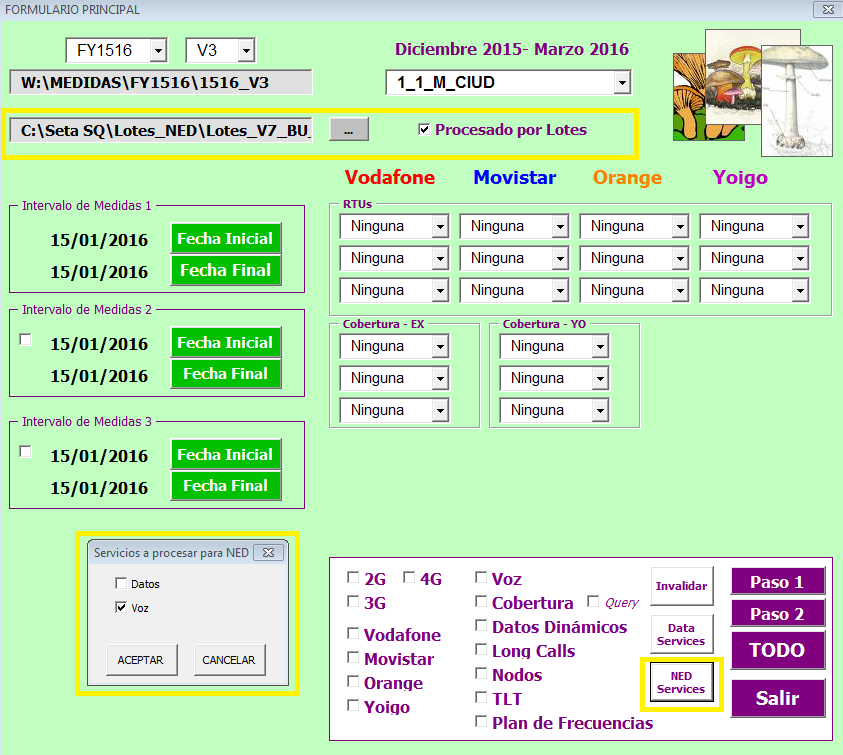 FORMULARIO PRINCIPAL
FY1516 V3
Diciembre 2015- Marzo 2016
W:\MEDIDAS\FY1516\1516_V3
1_1_M_CIUD
C:\Seta SQ\Lotes_NED\Lotes_V7_BU_
...
Procesado por Lotes
Vodafone Movistar Orange Yoigo
Intervalo de Medidas 1
15/01/2016 Fecha Inicial
15/01/2016 Fecha Final
RTUs
Ninguna Ninguna Ninguna Ninguna
Ninguna Ninguna Ninguna Ninguna
Ninguna Ninguna Ninguna Ninguna
Intervalo de Medidas 2
15/01/2016 Fecha Inicial
15/01/2016 Fecha Final
Cobertura - EX
Ninguna
Ninguna
Ninguna
Cobertura - YO
Ninguna
Ninguna
Ninguna
Intervalo de Medidas 3
15/01/2016 Fecha Inicial
15/01/2016 Fecha Final
Servicios a procesar para NED
Datos
Voz
ACEPTAR CANCELAR
2G 4G
3G
Vodafone
Movistar
Orange
Yoigo
Voz
Cobertura Query
Datos Dinámicos
Long Calls
Nodos
TLT
Plan de Frecuencias
Invalidar
Data
Services
NED
Services
Paso 1
Paso 2
TODO
Salir